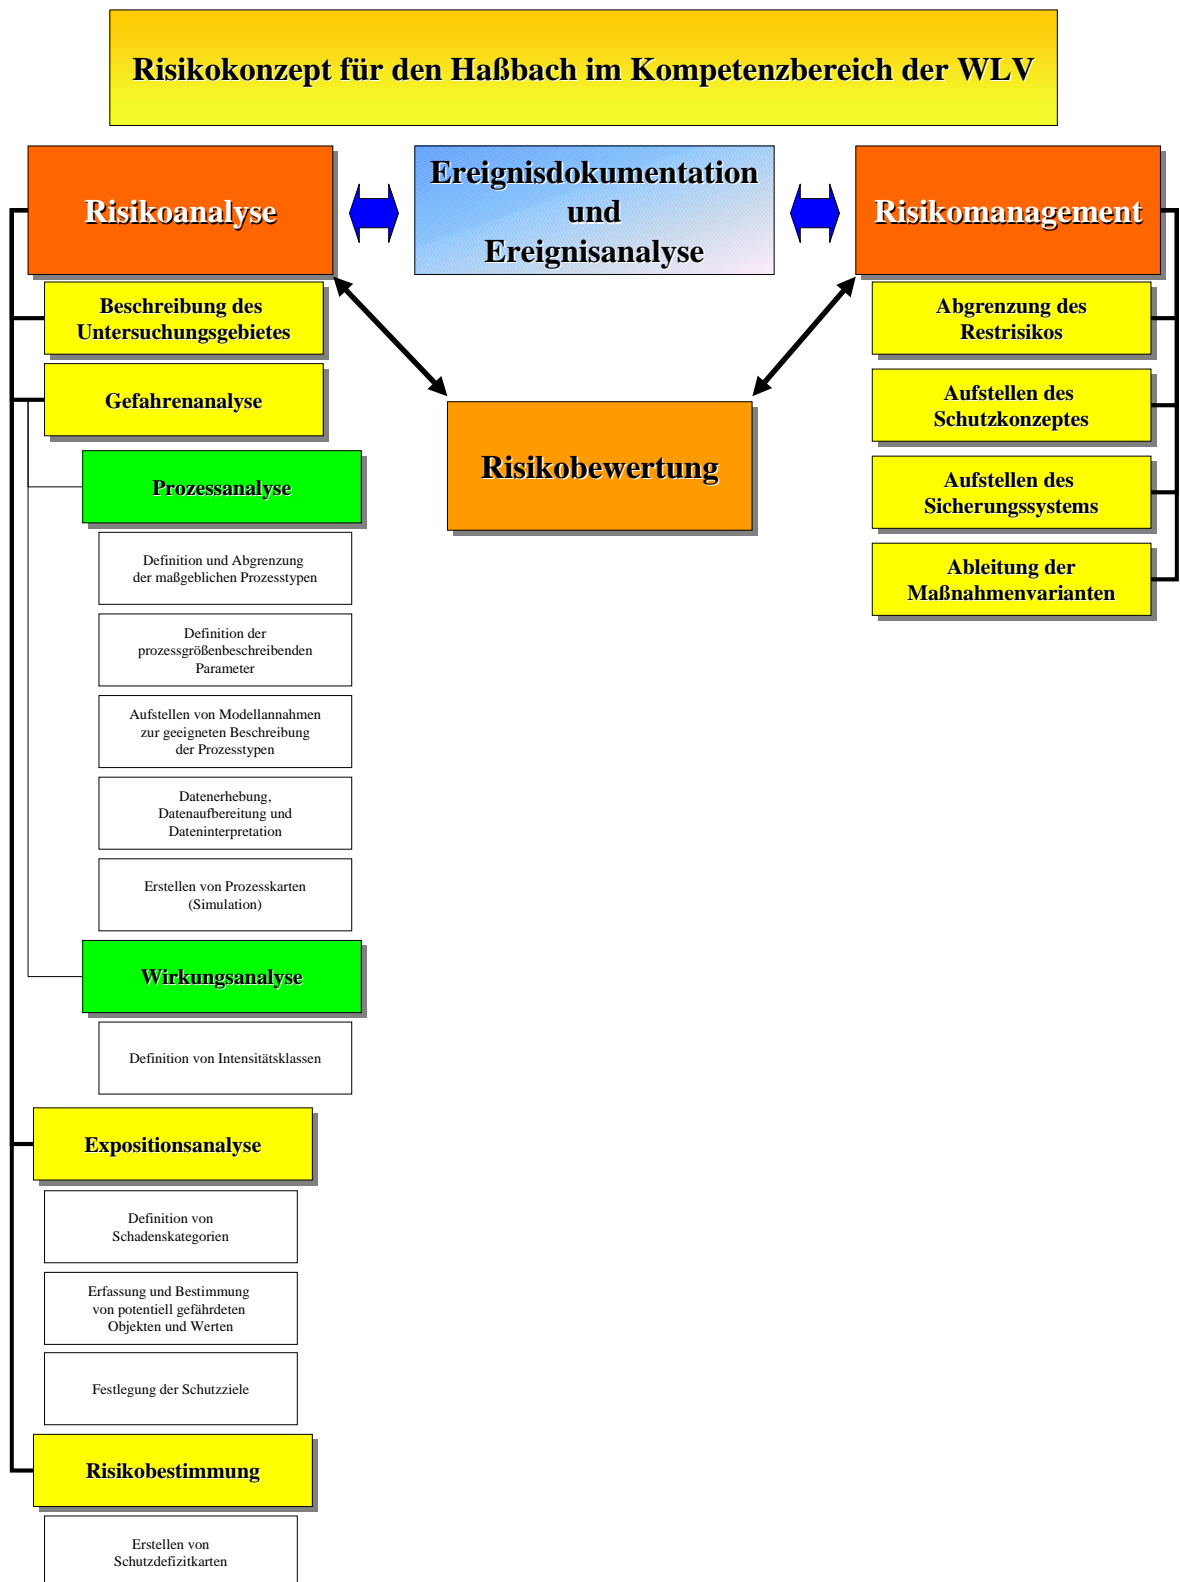 Risikokonzept für den Haßbach im Kompetenzbereich der WLV
Risikoanalyse
Ereignisdokumentation
und
Ereignisanalyse
Risikomanagement
Beschreibung des
Untersuchungsgebietes
Gefahrenanalyse
Prozessanalyse
Definition und Abgrenzung
der maßgeblichen Prozesstypen
Definition der
prozessgrößenbeschreibenden
Parameter
Aufstellen von Modellannahmen
zur geeigneten Beschreibung
der Prozesstypen
Datenerhebung,
Datenaufbereitung und
Dateninterpretation
Erstellen von Prozesskarten
(Simulation)
Wirkungsanalyse
Definition von Intensitätsklassen
Expositionsanalyse
Definition von
Schadenskategorien
Erfassung und Bestimmung
von potentiell gefährdeten
Objekten und Werten
Festlegung der Schutzziele
Risikobestimmung
Erstellen von
Schutzdefizitkarten
Risikobewertung
Abgrenzung des
Restrisikos
Aufstellen des
Schutzkonzeptes
Aufstellen des
Sicherungssystems
Ableitung der
Maßnahmenvarianten